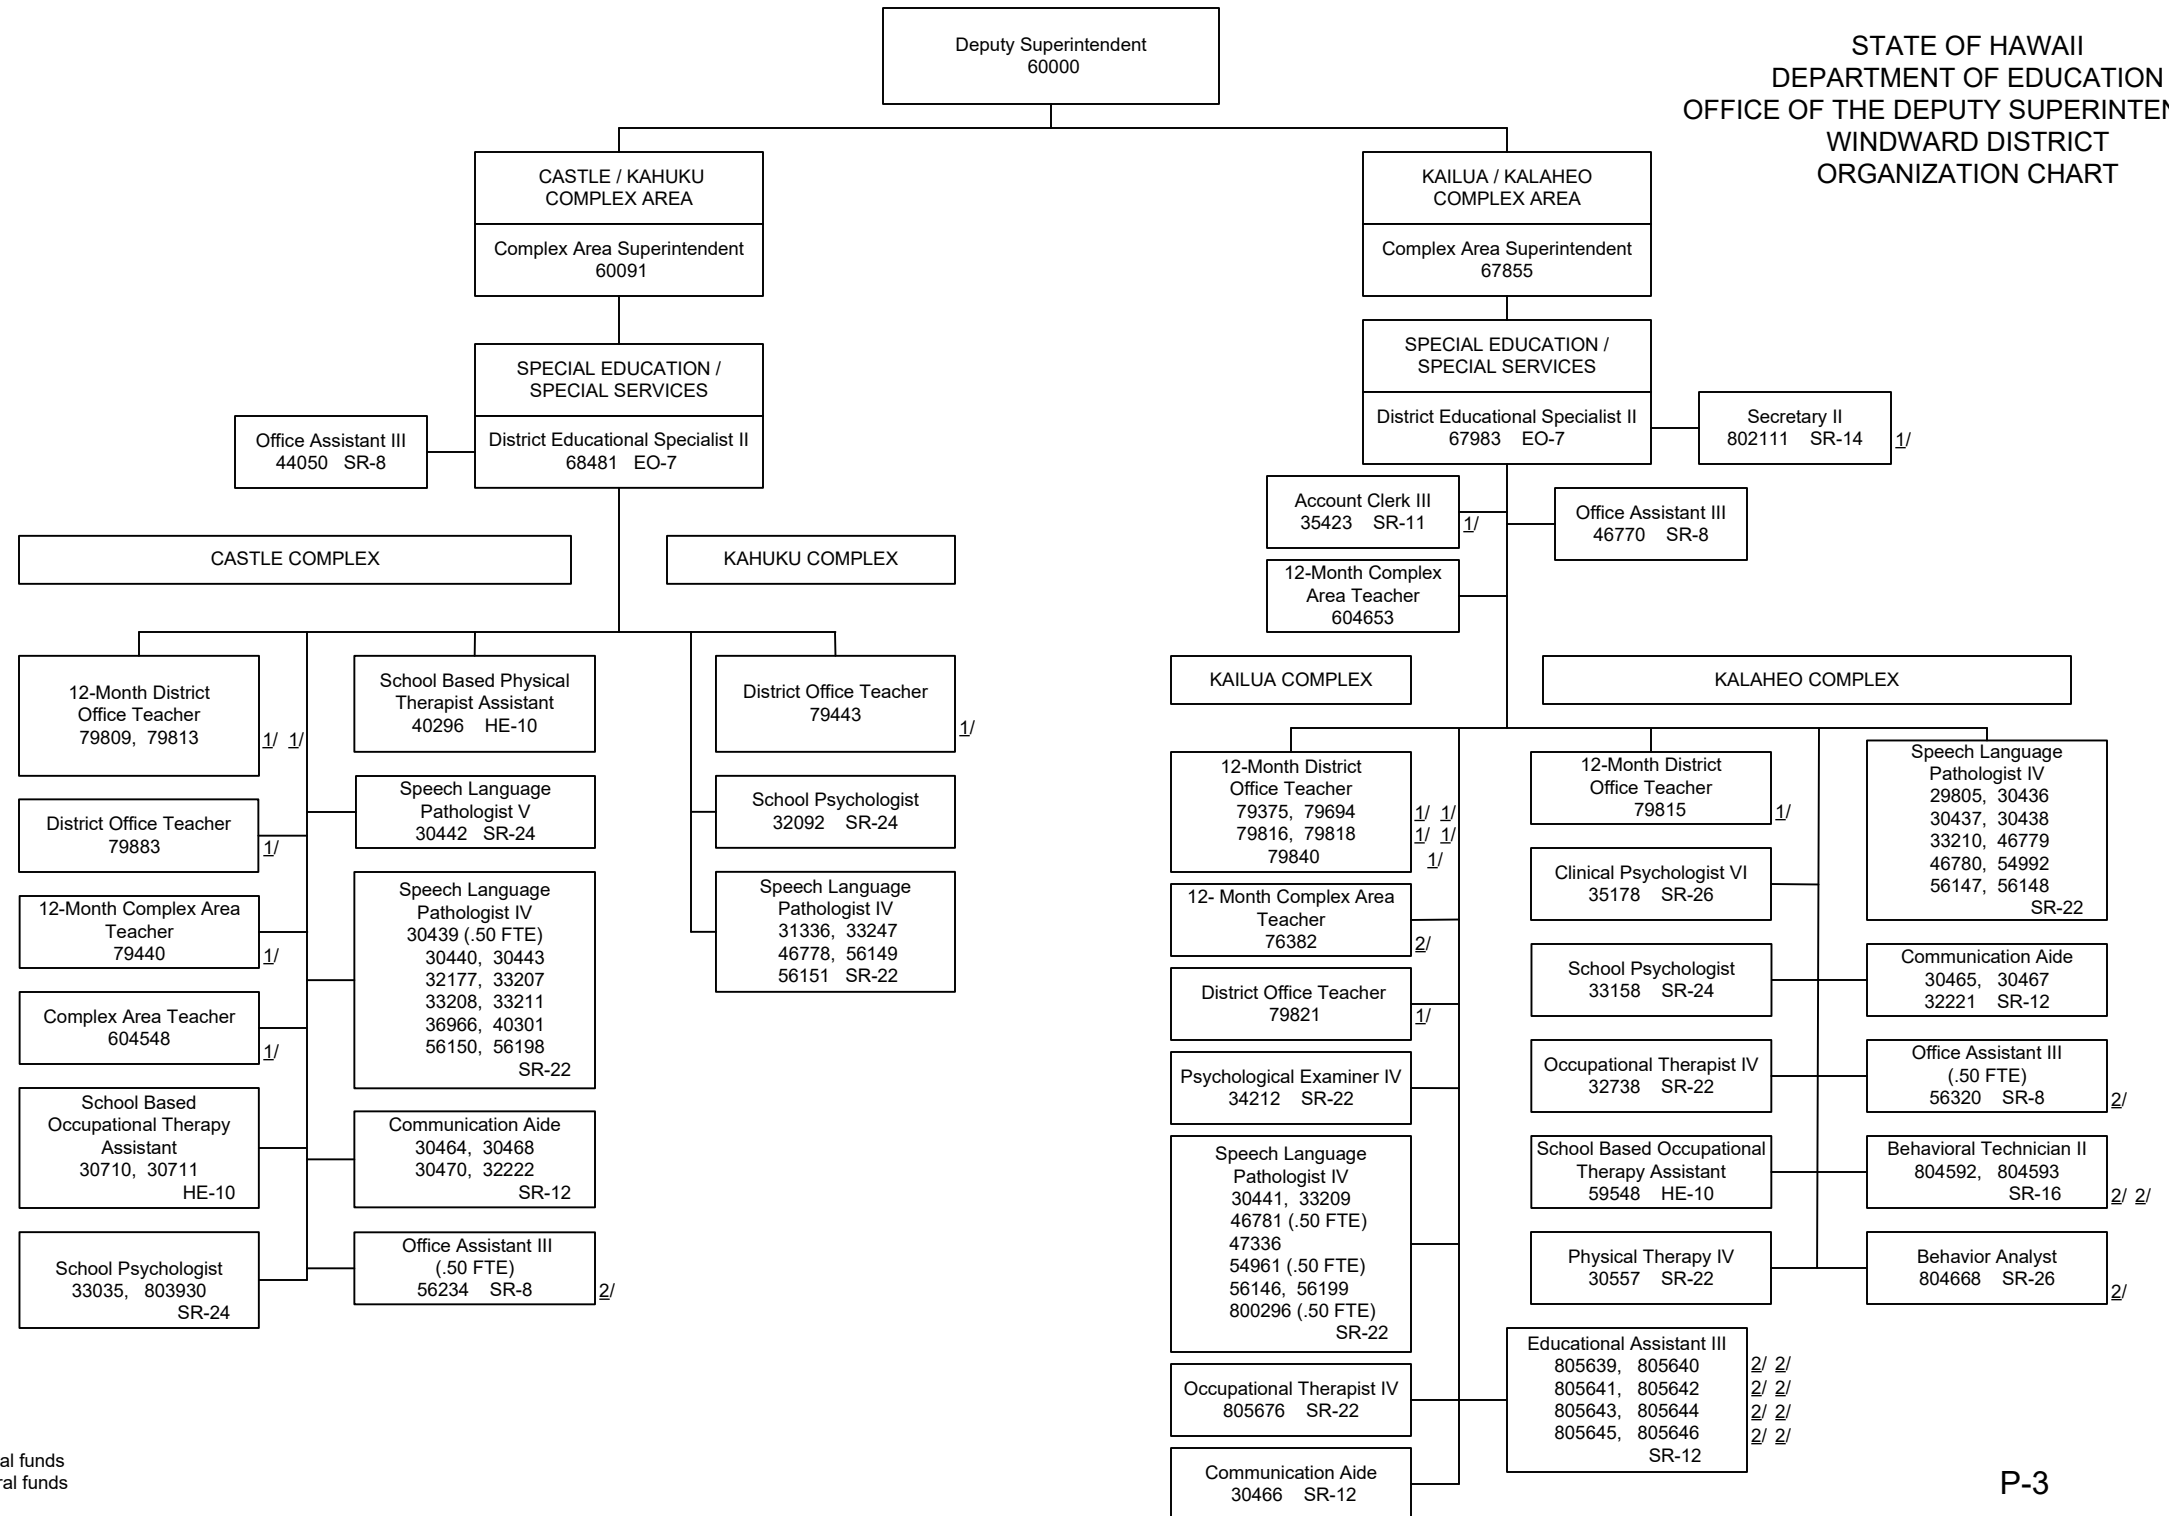 Deputy Superintendent
60000
STATE OF HAWAII
DEPARTMENT OF EDUCATION
OFFICE OF THE DEPUTY
WINDWARD DISTRICT
ORGANIZATION CHART
CASTLE / KAHUKU
COMPLEX AREA
Complex Area Superintendent
60091
SPECIAL EDUCATION /
SPECIAL SERVICES
District Educational Specialist II
68481 EO-7
Office Assistant III
44050 SR-8
CASTLE COMPLEX
KAHUKU COMPLEX
12-Month District
Office Teacher
79809, 79813
1/ 1/
District Office Teacher
79883
1/
12-Month Complex Area
Teacher
79440
1/
Complex Area Teacher
604548
1/
School Based
Occupational Therapy
Assistant
30710, 30711
HE-10
School Psychologist
33035, 803930
SR-24
School Based Physical
Therapist Assistant
40296 HE-10
Speech Language
Pathologist V
30442 SR-24
Speech Language
Pathologist IV
30439 (.50 FTE)
30440, 30443
32177, 33207
33208, 33211
36966, 40301
56150, 56198
SR-22
Communication Aide
30464, 30468
30470, 32222
SR-12
Office Assistant III
(.50 FTE)
56234 SR-8
2/
District Office Teacher
79443
1/
School Psychologist
32092 SR-24
Speech Language
Pathologist IV
31336, 33247
46778, 56149
56151 SR-22
KAILUA / KALAHEO
COMPLEX AREA
Complex Area Superintendent
67855
SPECIAL EDUCATION /
SPECIAL SERVICES
District Educational Specialist II
67983 EO-7
Secretary II
802111 SR-14
1/
Account Clerk III
35423 SR-11
1/
Office Assistant III
46770 SR-8
12-Month Complex
Area Teacher
604653
KAILUA COMPLEX
KALAHEO COMPLEX
12-Month District
Office Teacher
79375, 79694
79816, 79818
79840
1/ 1/
1/ 1/
1/
12- Month Complex Area
Teacher
76382
2/
District Office Teacher
79821
1/
Psychological Examiner IV
34212 SR-22
Speech Language
Pathologist IV
30441, 33209
46781 (.50 FTE)
47336
54961 (.50 FTE)
56146, 56199
800296 (.50 FTE)
SR-22
Occupational Therapist IV
805676 SR-22
Communication Aide
30466 SR-12
12-Month District
Office Teacher
79815
1/
Clinical Psychologist VI
35178 SR-26
School Psychologist
33158 SR-24
Occupational Therapist IV
32738 SR-22
School Based Occupational
Therapy Assistant
59548 HE-10
Physical Therapy IV
30557 SR-22
Educational Assistant III
805639, 805640
805641, 805642
805643, 805644
805645, 805646
SR-12
2/ 2/
2/ 2/
2/ 2/
2/ 2/
Speech Language
Pathologist IV
29805, 30436
30437, 30438
33210, 46779
46780, 54992
56147, 56148
SR-22
Communication Aide
30465, 30467
32221 SR-12
Office Assistant III
(.50 FTE)
56320 SR-8
2/
Behavioral Technician II
804592, 804593
SR-16
2/ 2/
Behavior Analyst
804668 SR-26
2/
funds
funds
P-3